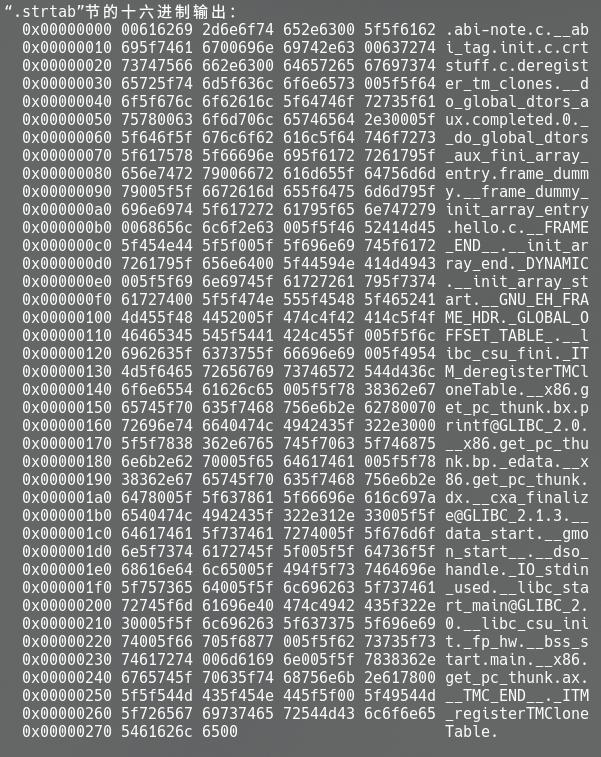 “.strtab”节的十六进制输出：
0x00000000 00616269 2d6e6f74 652e6300 5f5f6162 .abi-note.c.__ab
0x00000010 695f7461 6700696e 69742e63 00637274 i_tag.init.c.crt
0x00000020 73747566 662e6300 64657265 67697374 stuff.c.deregist
0x00000030 65725f74 6d5f636c 6f6e6573 005f5f64 er_tm_clones.__d
0x00000040 6f5f676c 6f62616c 5f64746f 72735f61 o_global_dtors_a
0x00000050 75780063 6f6d706c 65746564 2e30005f ux.completed.0._
0x00000060 5f646f5f 676c6f62 616c5f64 746f7273 _do_global_dtors
0x00000070 5f617578 5f66696e 695f6172 7261795f _aux_fini_array_
0x00000080 656e7472 79006672 616d655f 64756d6d entry.frame_dumm
0x00000090 79005f5f 6672616d 655f6475 6d6d795f y.__frame_dummy_
0x000000a0 696e6974 5f617272 61795f65 6e747279 init_array_entry
0x000000b0 0068656c 6c6f2e63 005f5f46 52414d45 .hello.c.__FRAME
0x000000c0 5f454e44 5f5f005f 5f696e69 745f6172 _END__.__init_ar
0x000000d0 7261795f 656e6400 5f44594e 414d4943 ray_end._DYNAMIC
0x000000e0 005f5f69 6e69745f 61727261 795f7374 .__init_array_st
0x000000f0 61727400 5f5f474e 555f4548 5f465241 art.__GNU_EH_FRA
0x00000100 4d455f48 4452005f 474c4f42 414c5f4f ME_HDR._GLOBAL_O
0x00000110 46465345 545f5441 424c455f 005f5f6c FFSET_TABLE_.__l
0x00000120 6962635f 6373755f 66696e69 005f4954 ibc_csu_fini._IT
0x00000130 4d5f6465 72656769 73746572 544d436c M_deregisterTMCl
0x00000140 6f6e6554 61626c65 005f5f78 38362e67 oneTable.__x86.g
0x00000150 65745f70 635f7468 756e6b2e 62780070 et_pc_thunk.bx.p
0x00000160 72696e74 6640474c 4942435f 322e3000 rintf@GLIBC_2.0.
0x00000170 5f5f7838 362e6765 745f7063 5f746875 __x86.get_pc_thu
0x00000180 6e6b2e62 70005f65 64617461 005f5f78 nk.bp._edata.__x
0x00000190 38362e67 65745f70 635f7468 756e6b2e 86.get_pc_thunk.
0x000001a0 6478005f 5f637861 5f66696e 616c697a dx.__cxa_finaliz
0x000001b0 6540474c 4942435f 322e312e 33005f5f e@GLIBC_2.1.3.__
0x000001c0 64617461 5f737461 7274005f 5f676d6f data_start.__gmo
0x000001d0 6e5f7374 6172745f 5f005f5f 64736f5f n_start__.__dso_
0x000001e0 68616e64 6c65005f 494f5f73 7464696e handle._IO_stdin
0x000001f0 5f757365 64005f5f 6c696263 5f737461 _used.__libc_sta
0x00000200 72745f6d 61696e40 474c4942 435f322e rt_main@GLIBC_2.
0x00000210 30005f5f 6c696263 5f637375 5f696e69 0.__libc_csu_ini
0x00000220 74005f66 705f6877 005f5f62 73735f73 t._fp_hw.__bss_s
0x00000230 74617274 006d6169 6e005f5f 7838362e tart.main.__x86.
0x00000240 6765745f 70635f74 68756e6b 2e617800 get_pc_thunk.ax.
0x00000250 5f5f544d 435f454e 445f5f00 5f49544d __TMC_END__._ITM
0x00000260 5f726567 69737465 72544d43 6c6f6e65 _registerTMClone
0x00000270 5461626c 6500 Table.